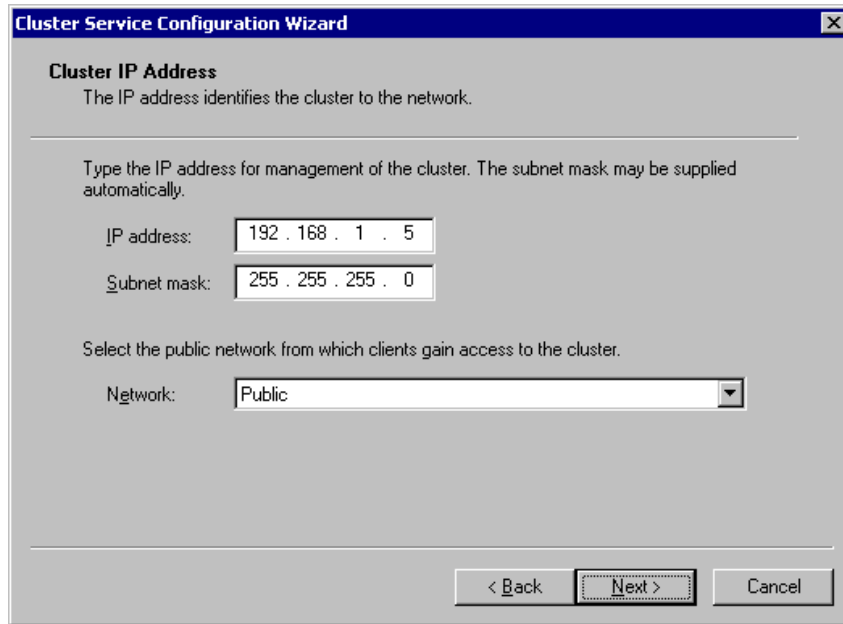 Cluster Service Configuration Wizard
Cluster IP Address
The IP address identifies the cluster to the network.
Type the IP address for management of the cluster. The subnet mask may be supplied
automatically.
IP address: 192 . 168 . 1 . 5
Subnet mask: 255 . 255 . 255 . 0
Select the public network from which clients gain access to the cluster.
Network: Public
< Back Next > Cancel